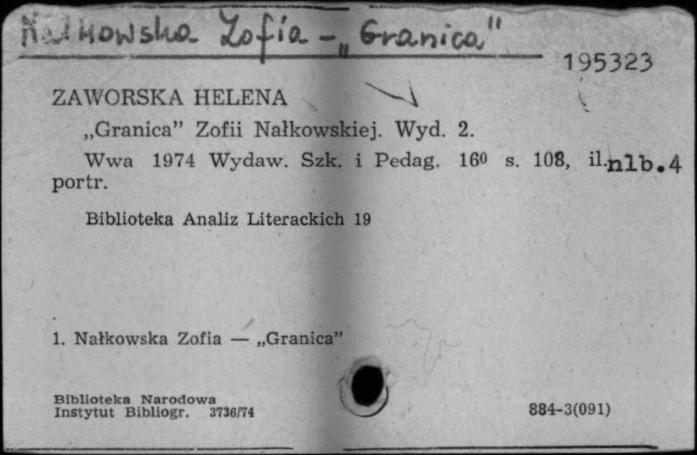 Nałkowska Zofia - „Granica"
195323
ZAWORSKA HELENA
„Granica” Zofii Nałkowskiej. Wyd. 2.
Wwa 1974 Wydaw. Szk. i Pedag. 16⁰ s. 108, il. nlb.4
portr.
Biblioteka Analiz Literackich 19
1. Nałkowska Zofia — „Granica”
Biblioteka Narodowa
Instytut Bibliogr. 3736/74
884-3(091)